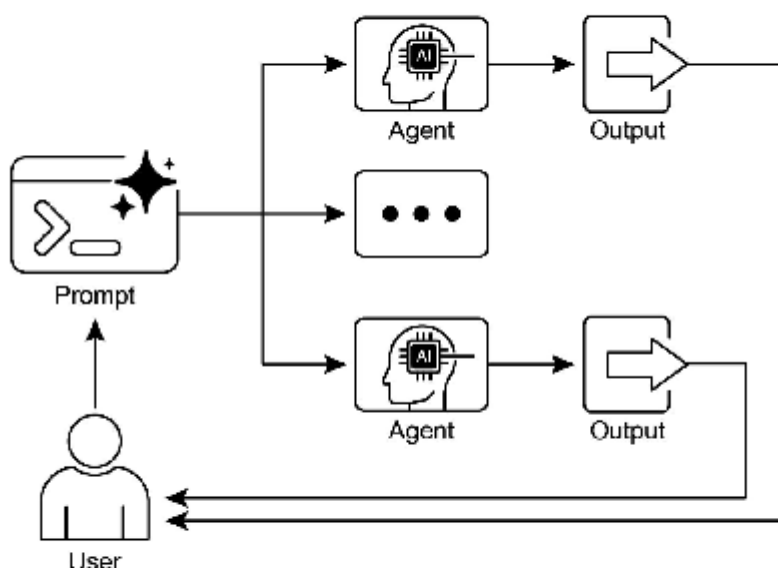 AI
Agent
Output
Prompt
AI
Agent
Output
User